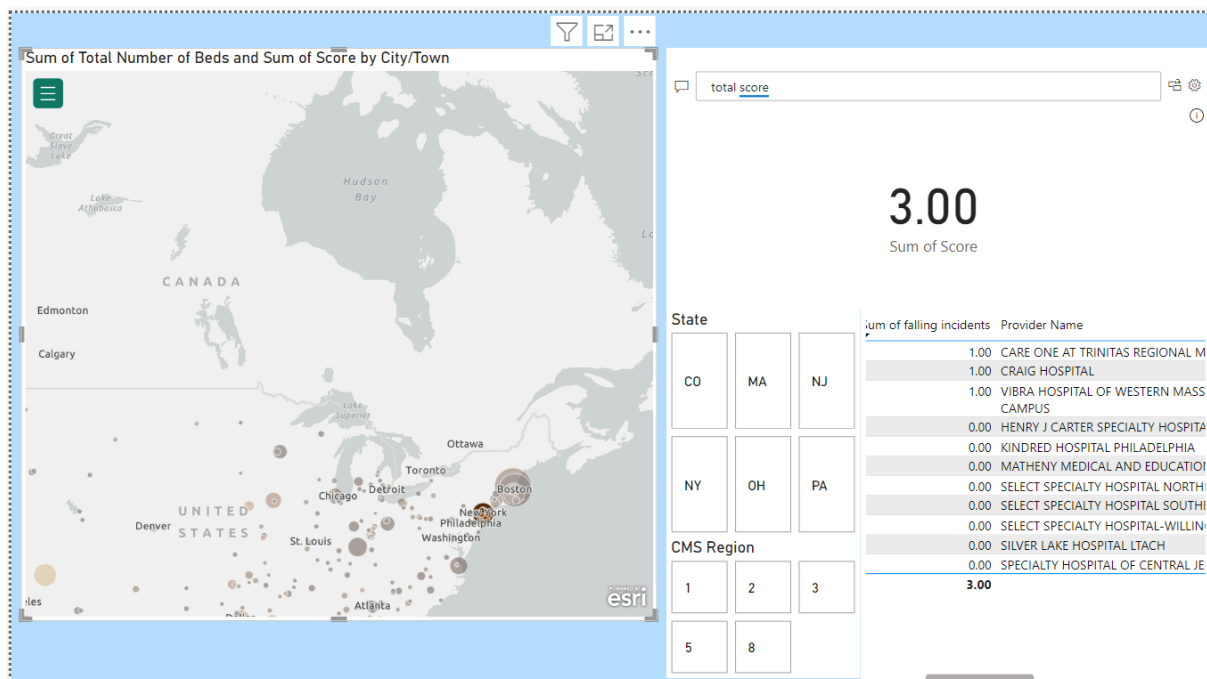 Sum of Total Number of Beds and Sum of Score by City/Town
Great
Slave
Lake
Lake
Athabasca
Hudson
Bay
CANADA
Edmonton
Calgary
Lake
Superior
Ottawa
Toronto
Detroit
Chicago
Boston
New York
Philadelphia
UNITED
STATES
Denver
St. Louis
Washington
Atlanta
les
POWERED BY
esri
total score
3.00
Sum of Score
State
CO
MA
NJ
NY
OH
PA
CMS Region
1
2
3
5
8
um of falling incidents Provider Name
1.00 CARE ONE AT TRINITAS REGIONAL M
1.00 CRAIG HOSPITAL
1.00 VIBRA HOSPITAL OF WESTERN MASS
CAMPUS
0.00 HENRY J CARTER SPECIALTY HOSPITA
0.00 KINDRED HOSPITAL PHILADELPHIA
0.00 MATHENY MEDICAL AND EDUCATIO
0.00 SELECT SPECIALTY HOSPITAL NORTH
0.00 SELECT SPECIALTY HOSPITAL SOUTH
0.00 SELECT SPECIALTY HOSPITAL-WILLIN
0.00 SILVER LAKE HOSPITAL LTACH
0.00 SPECIALTY HOSPITAL OF CENTRAL JE
3.00